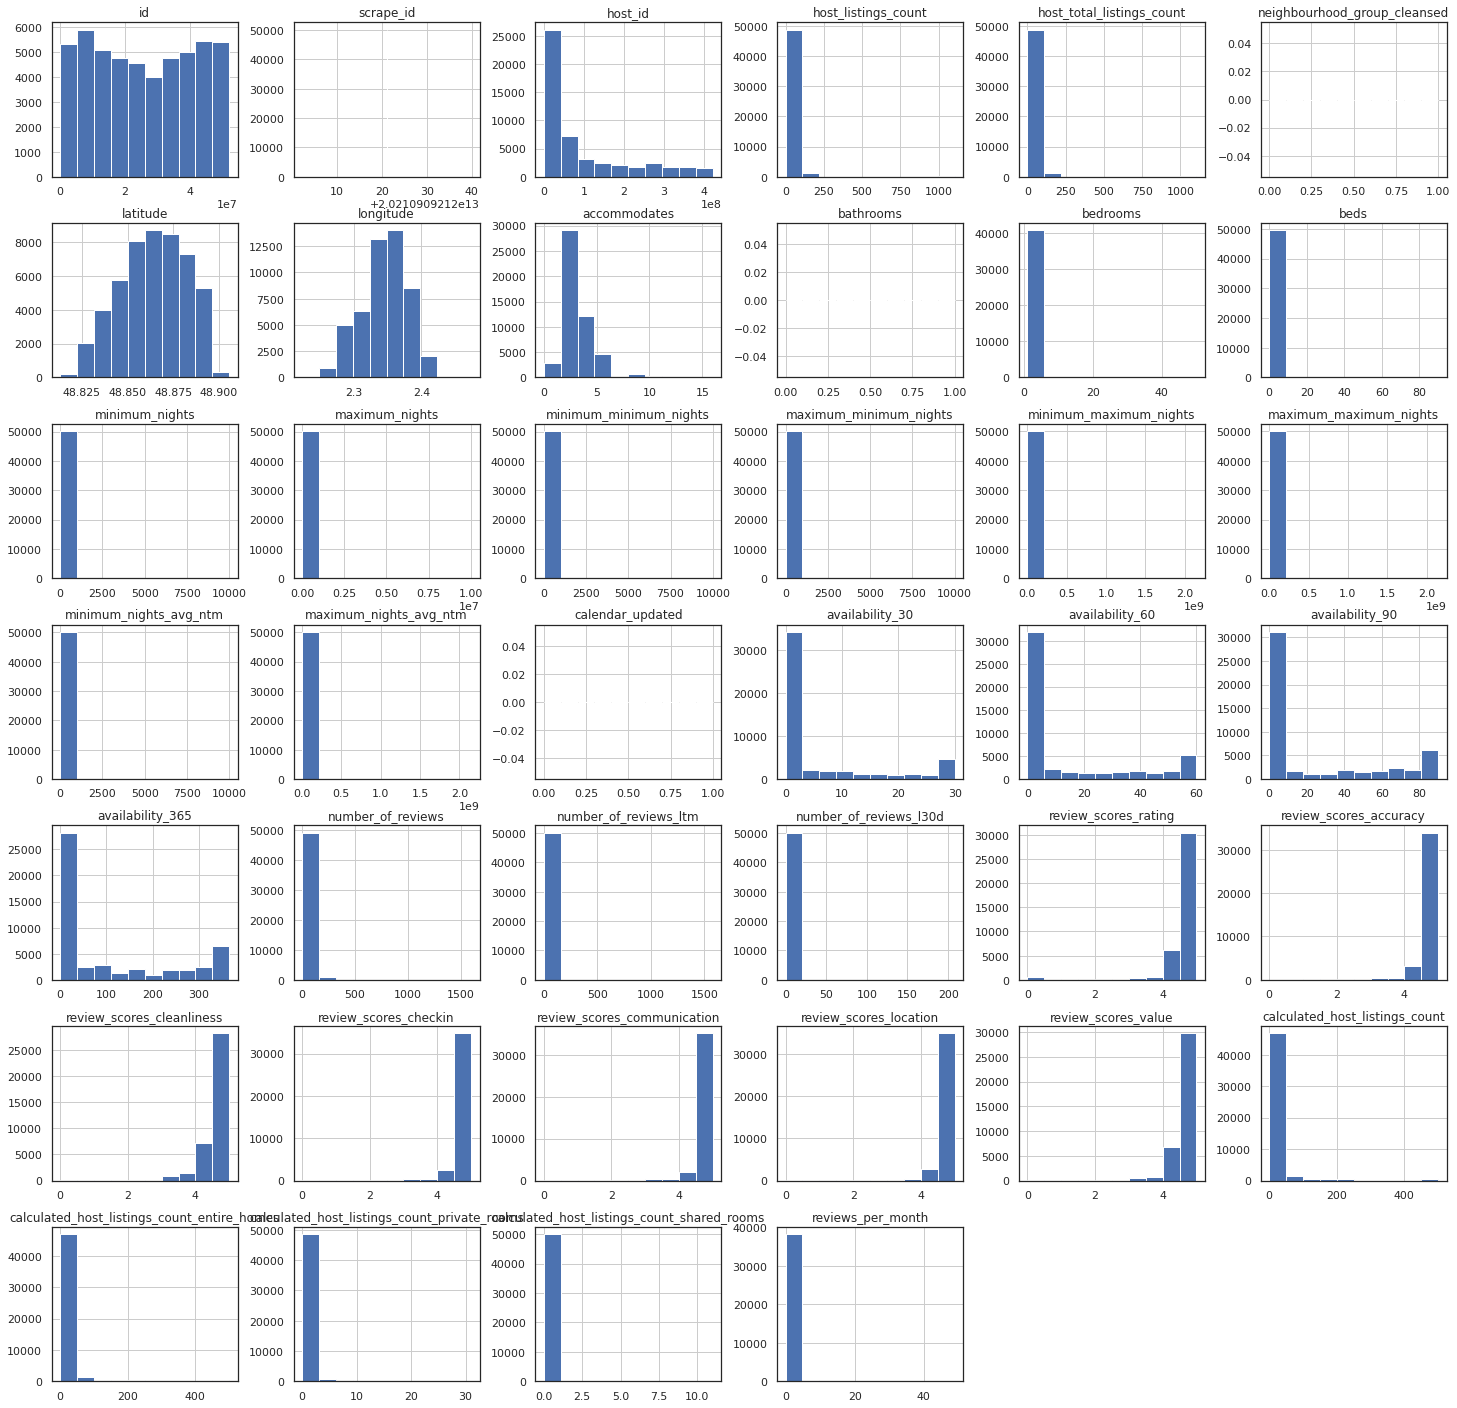 id
6000
5000
4000
3000
2000
1000
0
0 2 4
1e7
scrape_id
50000
40000
30000
20000
10000
0
10 20 30 40
+2.0210909212e13
host_id
25000
20000
15000
10000
5000
0
0 1 2 3 4
1e8
host_listings_count
50000
40000
30000
20000
10000
0
0 250 500 750 1000
host_total_listings_count
50000
40000
30000
20000
10000
0
0 250 500 750 1000
neighbourhood_group_cleansed
0.04
0.02
0.00
−0.02
−0.04
0.00 0.25 0.50 0.75 1.00
latitude
8000
6000
4000
2000
0
48.825 48.850 48.875 48.900
longitude
12500
10000
7500
5000
2500
0
2.3 2.4
accommodates
30000
25000
20000
15000
10000
5000
0
0 5 10 15
bathrooms
0.04
0.02
0.00
−0.02
−0.04
0.00 0.25 0.50 0.75 1.00
bedrooms
40000
30000
20000
10000
0
0 20 40
beds
50000
40000
30000
20000
10000
0
0 20 40 60 80
minimum_nights
50000
40000
30000
20000
10000
0
0 2500 5000 7500 10000
maximum_nights
50000
40000
30000
20000
10000
0
0.0 0.2 0.4 0.6 0.8 1.0
1e7
minimum_minimum_nights
50000
40000
30000
20000
10000
0
0 2500 5000 7500 10000
maximum_minimum_nights
50000
40000
30000
20000
10000
0
0 2500 5000 7500 10000
minimum_maximum_nights
50000
40000
30000
20000
10000
0
0.0 0.5 1.0 1.5 2.0
1e9
maximum_maximum_nights
50000
40000
30000
20000
10000
0
0.0 0.5 1.0 1.5 2.0
1e9
minimum_nights_avg_ntm
50000
40000
30000
20000
10000
0
0 2500 5000 7500 10000
maximum_nights_avg_ntm
50000
40000
30000
20000
10000
0
0.0 0.5 1.0 1.5 2.0
1e9
calendar_updated
0.04
0.02
0.00
−0.02
−0.04
0.00 0.25 0.50 0.75 1.00
availability_30
30000
20000
10000
0
0 10 20 30
availability_60
30000
25000
20000
15000
10000
5000
0
0 20 40 60
availability_90
30000
25000
20000
15000
10000
5000
0
0 20 40 60 80
availability_365
25000
20000
15000
10000
5000
0
0 100 200 300
number_of_reviews
50000
40000
30000
20000
10000
0
0 500 1000 1500
number_of_reviews_ltm
50000
40000
30000
20000
10000
0
0 500 1000 1500
number_of_reviews_l30d
50000
40000
30000
20000
10000
0
0 50 100 150 200
review_scores_rating
30000
25000
20000
15000
10000
5000
0
0 2 4
review_scores_accuracy
30000
20000
10000
0
0 2 4
review_scores_cleanliness
25000
20000
15000
10000
5000
0
0 2 4
review_scores_checkin
30000
20000
10000
0
0 2 4
review_scores_communication
30000
20000
10000
0
0 2 4
review_scores_location
30000
20000
10000
0
0 2 4
review_scores_value
30000
25000
20000
15000
10000
5000
0
0 2 4
calculated_host_listings_count
40000
30000
20000
10000
0
0 200 400
calculated_host_listings_count_entire_homes
40000
30000
20000
10000
0
0 200 400
calculated_host_listings_count_private_rooms
50000
40000
30000
20000
10000
0
0 10 20 30
calculated_host_listings_count_shared_rooms
50000
40000
30000
20000
10000
0
0.0 2.5 5.0 7.5 10.0
reviews_per_month
40000
30000
20000
10000
0
0 20 40